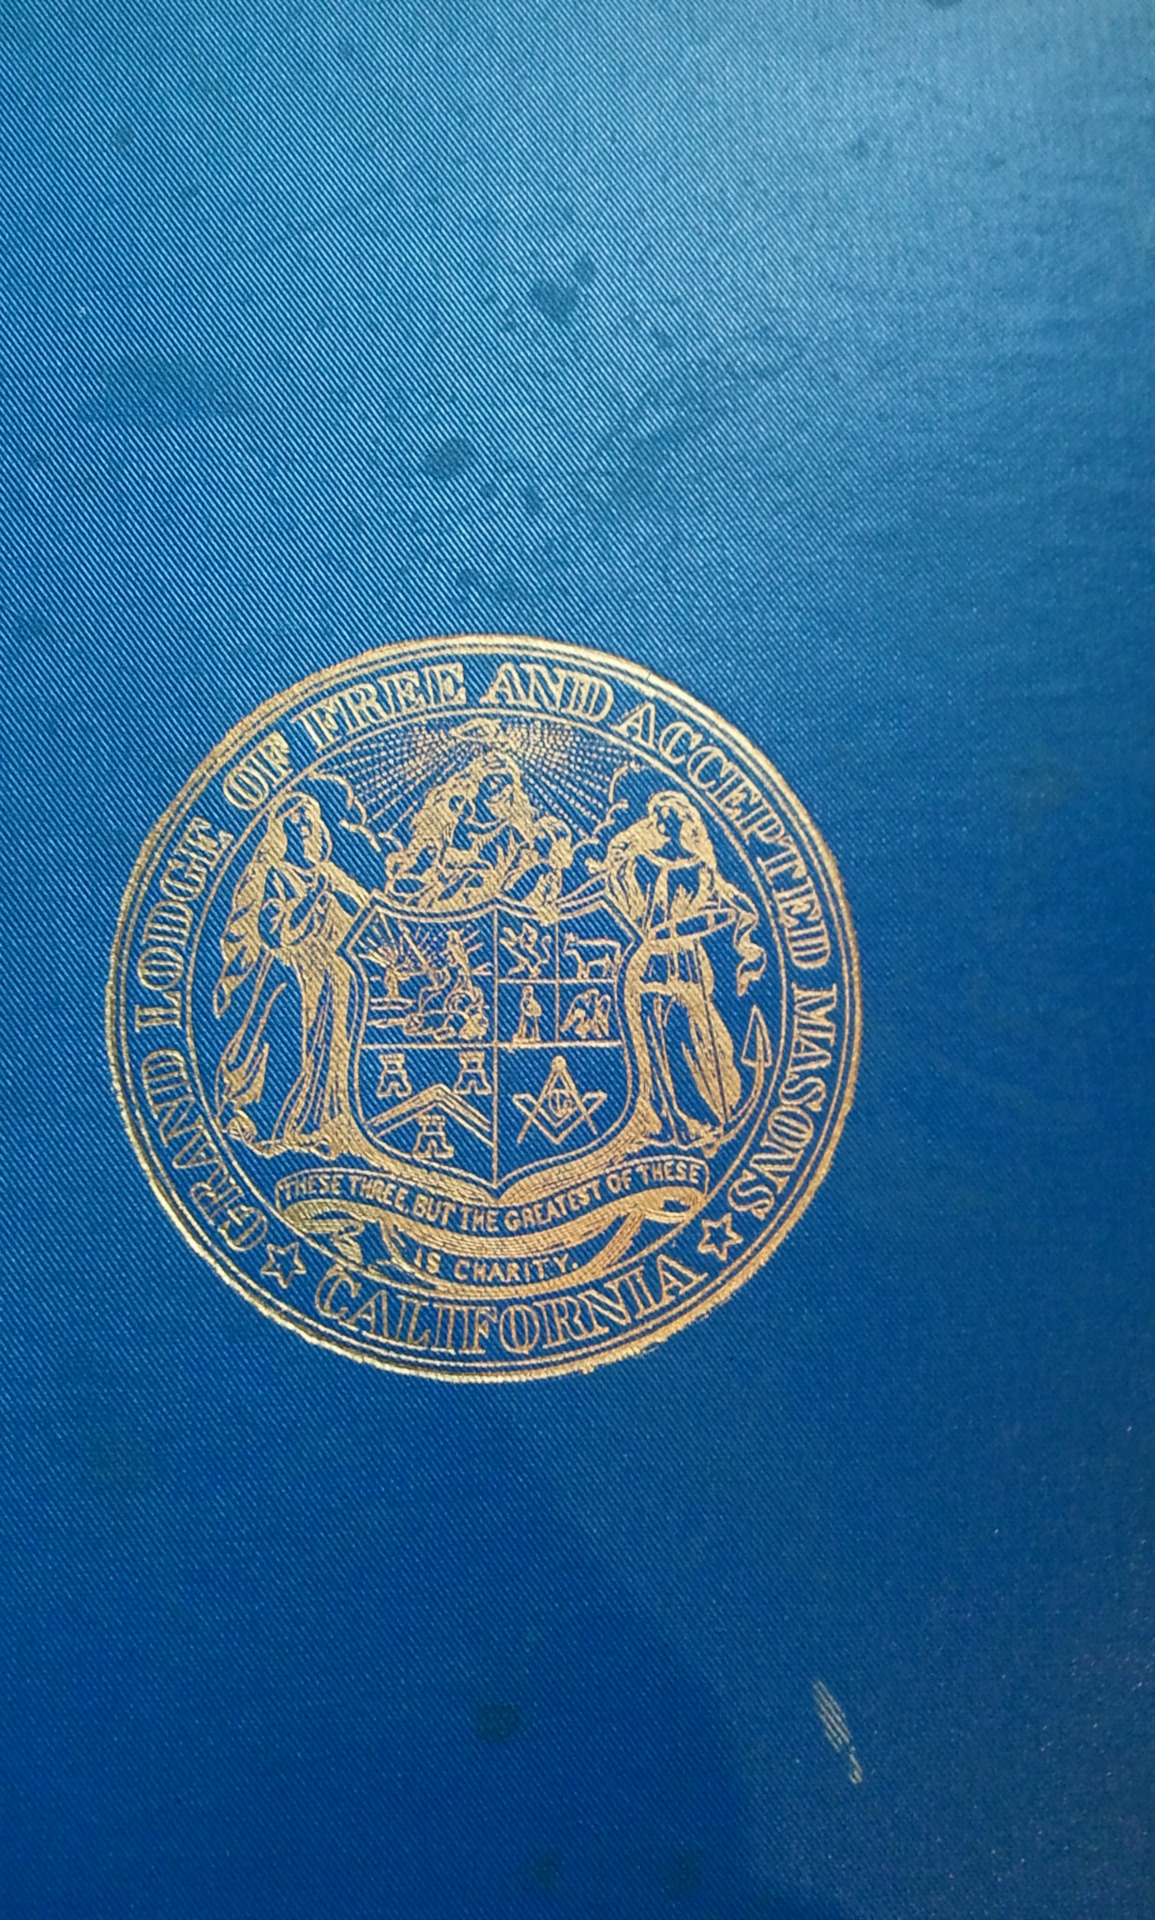 GRAND LODGE OF FREE AND ACCEPTED MASONS
THESE THREE, BUT THE GREATEST OF THESE
IS CHARITY.
CALIFORNIA
G